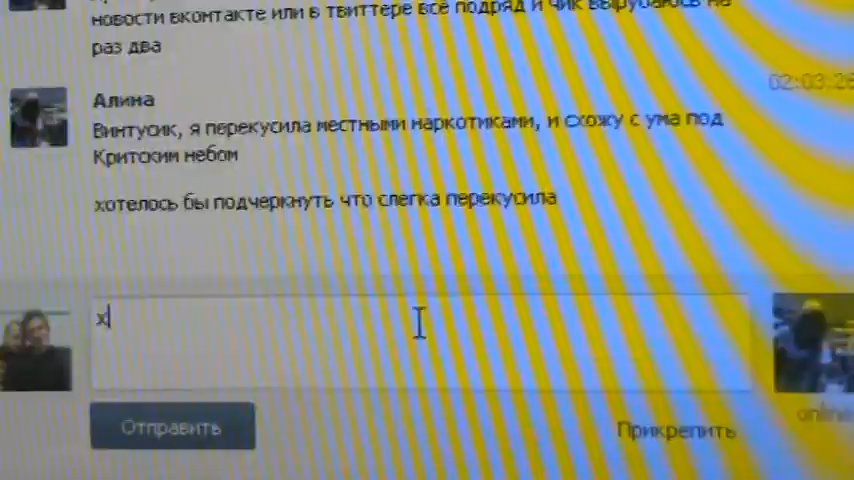 новости вконтакте или в твиттере все подряд и чик вырубаюсь на
раз два
Алина
02:03:26
Винтусик, я перекусила местными наркотиками, и схожу с ума под
Критским небом
хотелось бы подчеркнуть что слегка перекусила
х
Отправить
Прикрепить
online